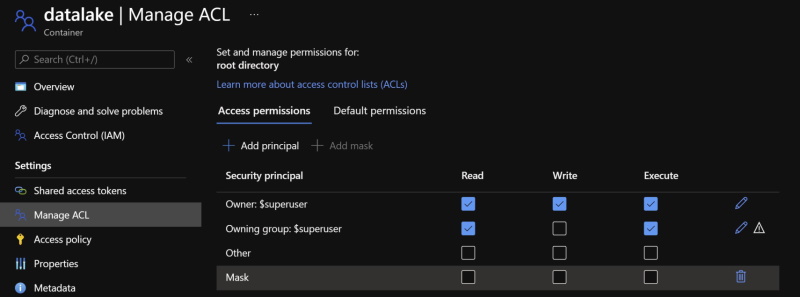 datalake | Manage ACL ...
Container
Search (Ctrl+/) «
Overview
Diagnose and solve problems
Access Control (IAM)
Settings
Shared access tokens
Manage ACL
Access policy
Properties
Metadata
Set and manage permissions for:
root directory
Learn more about access control lists (ACLs)
Access permissions Default permissions
+ Add principal + Add mask
Security principal Read Write Execute
Owner: $superuser
Owning group: $superuser
Other
Mask